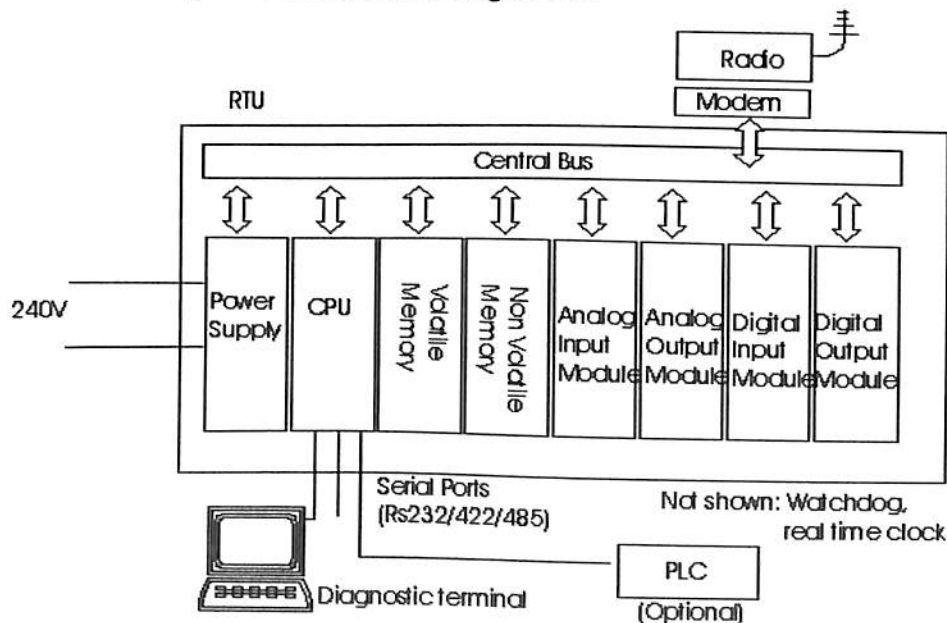 Radio
Modem
RTU
Central Bus
240V
Power
Supply
CPU
Volatile
Memory
Non Volatile
Memory
Analog
Input
Module
Analog
Output
Module
Digital
Input
Module
Digital
Output
Module
Serial Ports
(Rs232/422/485)
Not shown: Watchdog,
real time clock
Diagnostic terminal
PLC
(Optional)